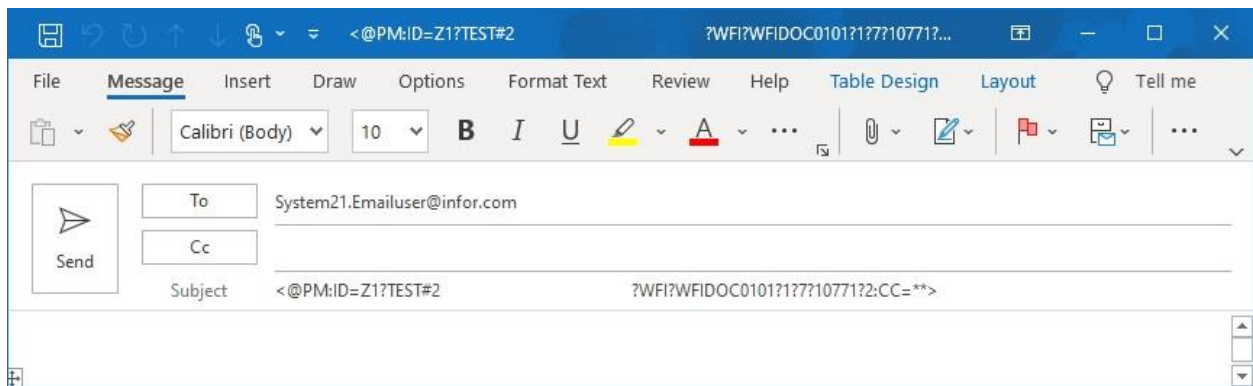 <@PM:ID=Z1?TEST#2 ?WFI?WFIDOC0101?1?7?10771?...
File Message Insert Draw Options Format Text Review Help Table Design Layout Tell me
Calibri (Body) 10 B I U A ...
To System21.Emailuser@infor.com
Cc
Send
Subject <@PM:ID=Z1?TEST#2 ?WFI?WFIDOC0101?1?7?10771?2:CC=**>